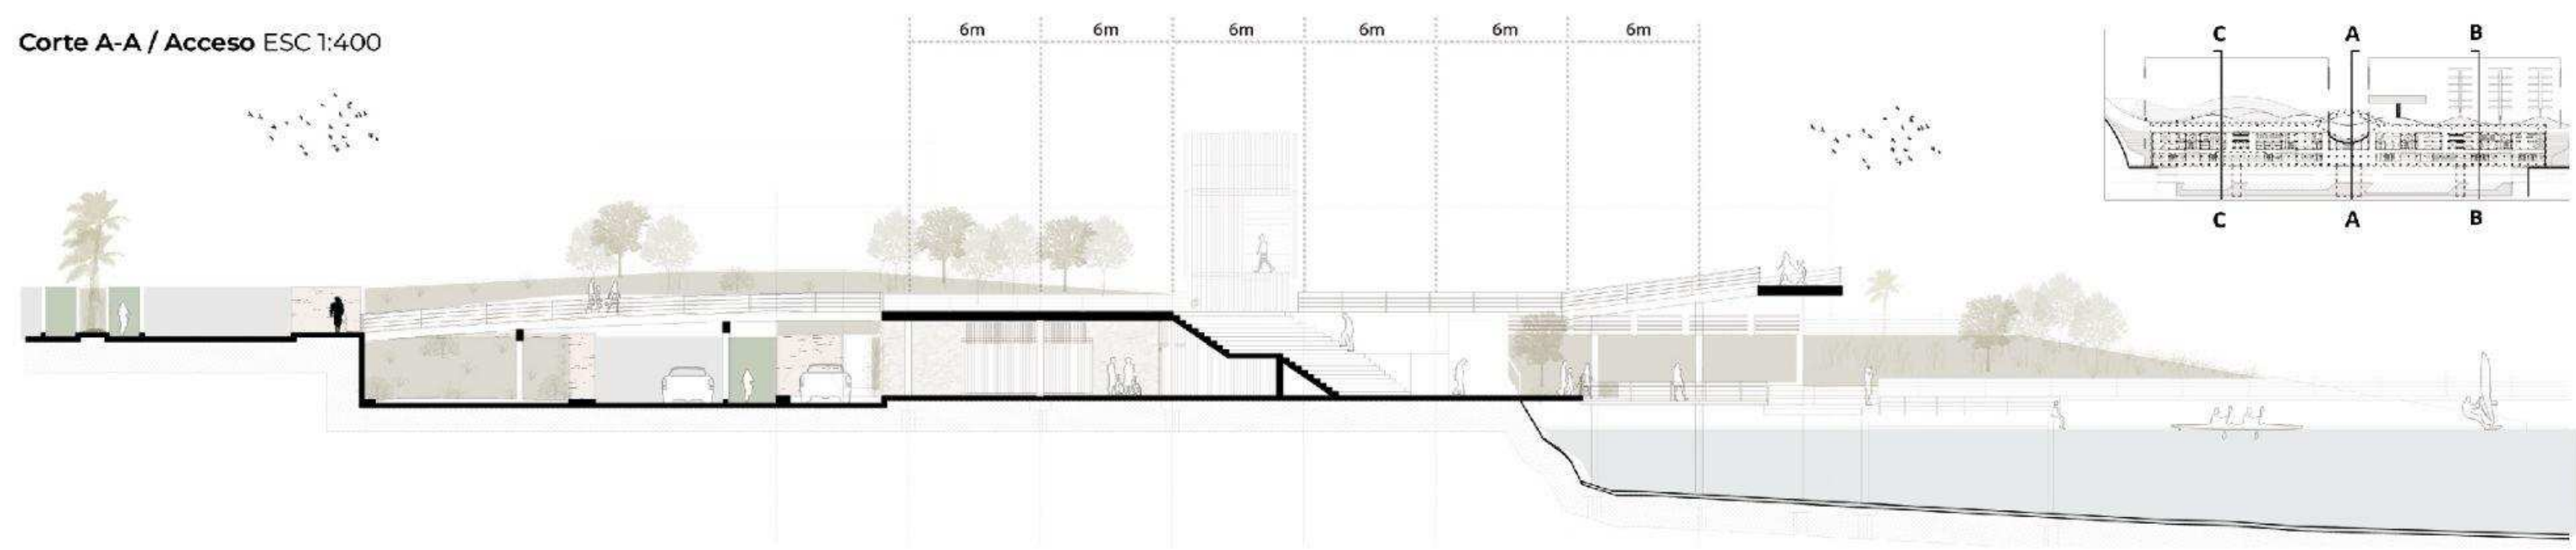 Corte A-A / Acceso ESC 1:400
6m 6m 6m 6m 6m 6m
C A B
C A B